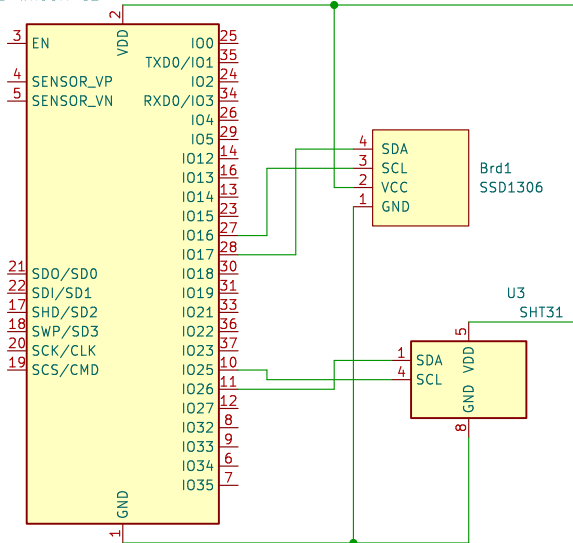 2
VDD
3 EN
IO0 25
TXD0/IO1 35
4 SENSOR_VP
IO2 24
5 SENSOR_VN
RXD0/IO3 34
IO4 26
IO5 29
IO12 14
IO13 16
IO14 13
IO15 23
IO16 27
IO17 28
21 SDO/SD0
IO18 30
22 SDI/SD1
IO19 31
17 SHD/SD2
IO21 33
18 SWP/SD3
IO22 36
20 SCK/CLK
IO23 37
19 SCS/CMD
IO25 10
IO26 11
IO27 12
IO32 8
IO33 9
IO34 6
IO35 7
GND
1
4 SDA
3 SCL
2 VCC
1 GND
Brd1
SSD1306
U3
SHT31
5
VDD
1 SDA
4 SCL
GND
8